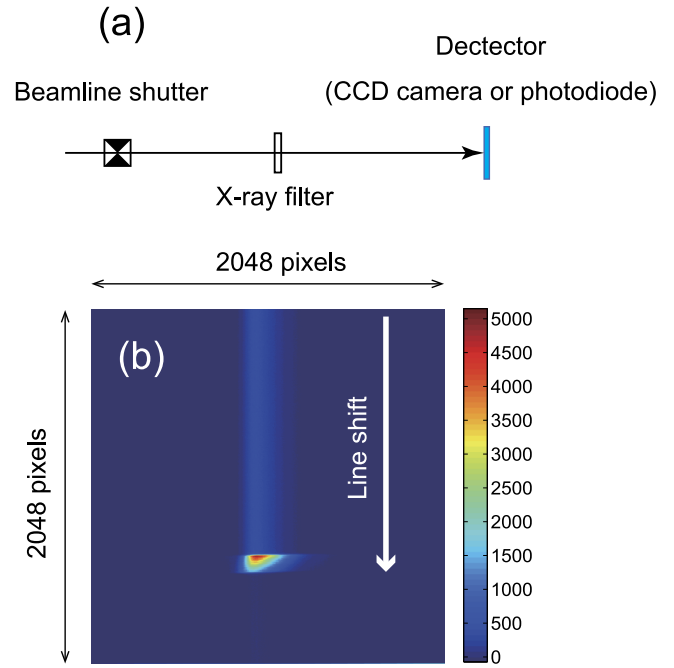 (a)
Dectector
Beamline shutter
(CCD camera or photodiode)
X-ray filter
2048 pixels
(b)
2048 pixels
Line shift
5000
4500
4000
3500
3000
2500
2000
1500
1000
500
0